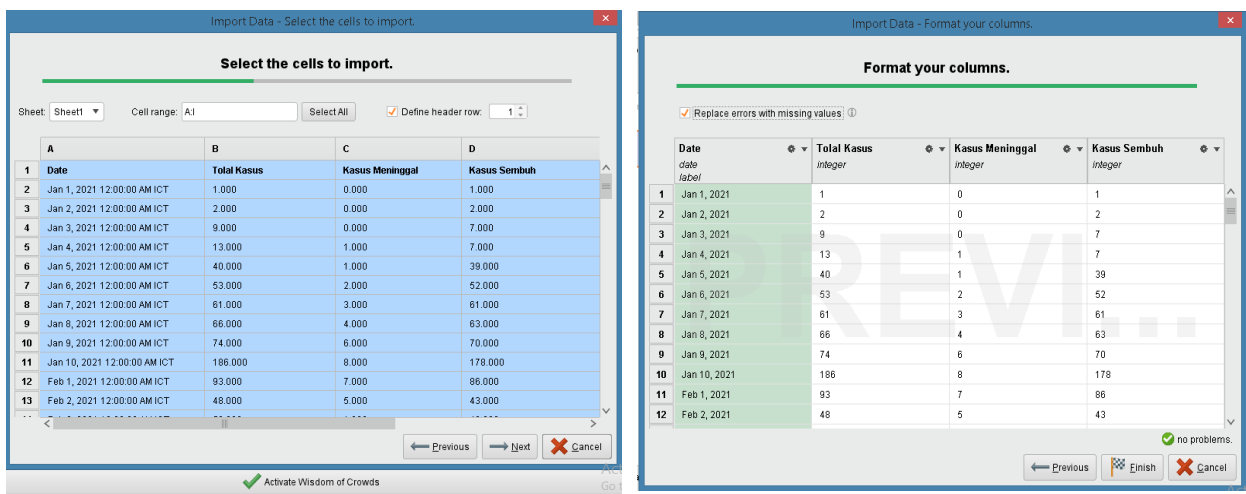 Import Data - Select the cells to import.
Select the cells to import.
Sheet: Sheet1 Cell range: A:I Select All Define header row: 1
A B C D
1 Date Tolal Kasus Kasus Meninggal Kasus Sembuh
2 Jan 1, 2021 12:00:00 AM ICT 1.000 0.000 1.000
3 Jan 2, 2021 12:00:00 AM ICT 2.000 0.000 2.000
4 Jan 3, 2021 12:00:00 AM ICT 9.000 0.000 7.000
5 Jan 4, 2021 12:00:00 AM ICT 13.000 1.000 7.000
6 Jan 5, 2021 12:00:00 AM ICT 40.000 1.000 39.000
7 Jan 6, 2021 12:00:00 AM ICT 53.000 2.000 52.000
8 Jan 7, 2021 12:00:00 AM ICT 61.000 3.000 61.000
9 Jan 8, 2021 12:00:00 AM ICT 66.000 4.000 63.000
10 Jan 9, 2021 12:00:00 AM ICT 74.000 6.000 70.000
11 Jan 10, 2021 12:00:00 AM ICT 186.000 8.000 178.000
12 Feb 1, 2021 12:00:00 AM ICT 93.000 7.000 86.000
13 Feb 2, 2021 12:00:00 AM ICT 48.000 5.000 43.000
Previous Next Cancel
Activate Wisdom of Crowds
Import Data - Format your columns.
Format your columns.
Replace errors with missing values
Date Tolal Kasus Kasus Meninggal Kasus Sembuh
date integer integer integer
label
1 Jan 1, 2021 1 0 1
2 Jan 2, 2021 2 0 2
3 Jan 3, 2021 9 0 7
4 Jan 4, 2021 13 1 7
5 Jan 5, 2021 40 1 39
6 Jan 6, 2021 53 2 52
7 Jan 7, 2021 61 3 61
8 Jan 8, 2021 66 4 63
9 Jan 9, 2021 74 6 70
10 Jan 10, 2021 186 8 178
11 Feb 1, 2021 93 7 86
12 Feb 2, 2021 48 5 43
PREVI...
no problems.
Previous Finish Cancel